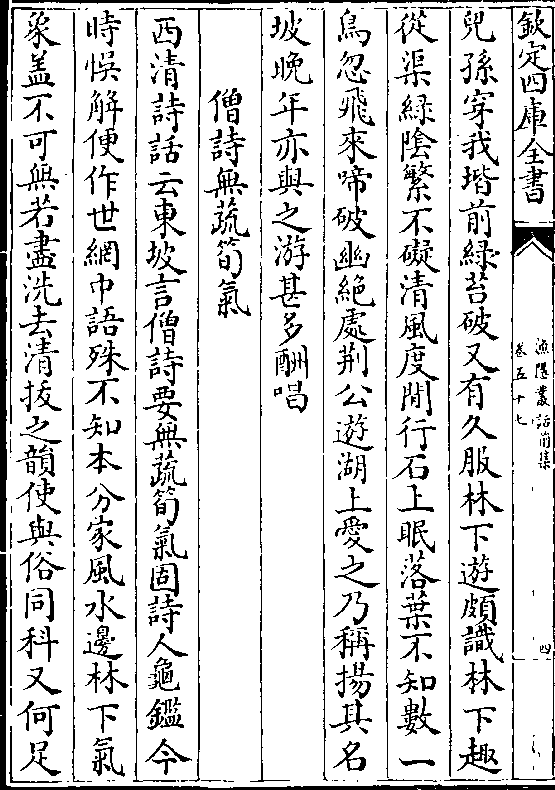 欽定四庫全書
漁隱叢話前集
卷五十七
四
兒孫穿我堦前綠苔破又有久服林下遊頗識林下趣
從渠綠陰繁不礙清風度閒行石上眠落葉不知數一
鳥忽飛來啼破幽絶處荆公遊湖上愛之乃稱揚其名
坡晚年亦與之游甚多酬唱
僧詩無蔬筍氣
西清詩話云東坡言僧詩要無蔬筍氣固詩人龜鑑今
時悞解便作世網中語殊不知本分家風水邊林下氣
象盖不可無若盡洗去清拔之韻使與俗同科又何足